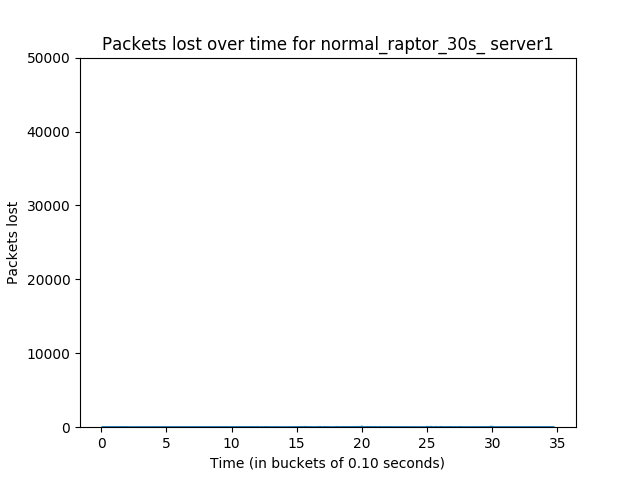 Packets lost over time for normal_raptor_30s_ server1
50000
40000
30000
20000
10000
0
Packets lost
0 5 10 15 20 25 30 35
Time (in buckets of 0.10 seconds)